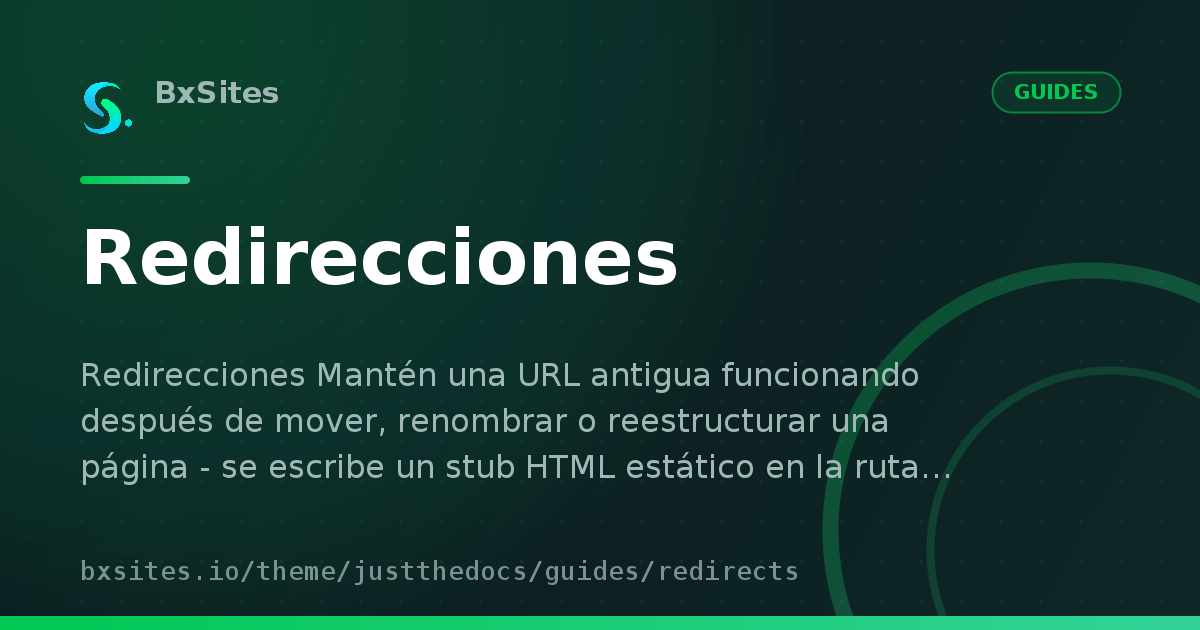 BxSites
GUIDES
Redirecciones
Redirecciones Mantén una URL antigua funcionando
después de mover, renombrar o reestructurar una
página - se escribe un stub HTML estático en la ruta…
bxsites.io/theme/justthedocs/guides/redirects